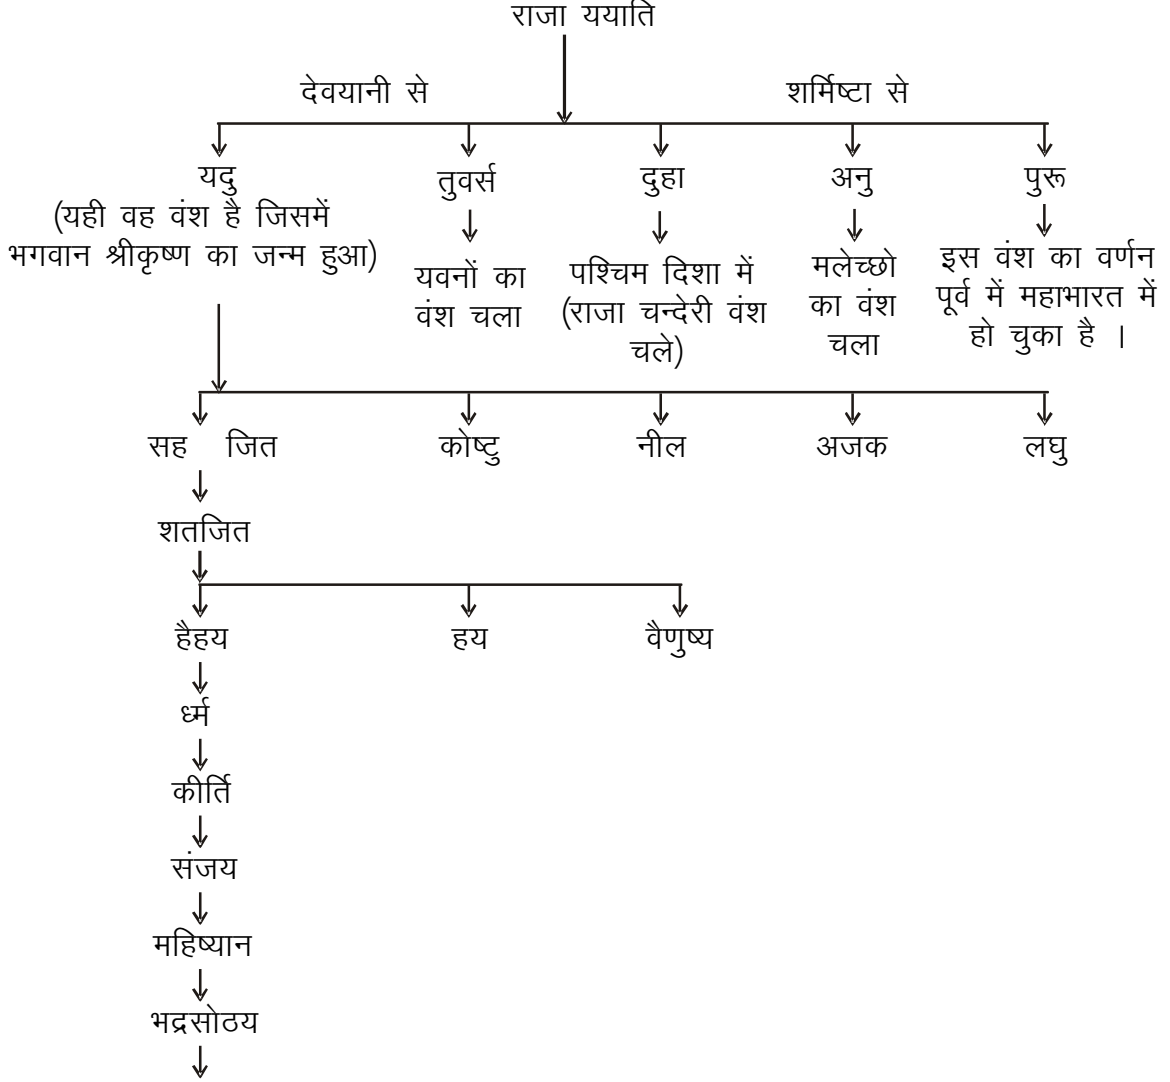 राजा ययाति
देवयानी से
शर्मिष्टा से
यदु
तुवर्स
दुहा
अनु
पुरू
(यही वह वंश है जिसमें
भगवान श्रीकृष्ण का जन्म हुआ)
यवनों का
वंश चला
पश्चिम दिशा में
(राजा चन्देरी वंश
चले)
मलेच्छो
का वंश
चला
इस वंश का वर्णन
पूर्व में महाभारत में
हो चुका है ।
सह जित
कोष्टु
नील
अजक
लघु
शतजित
हैहय
हय
वैणुष्य
र्ध्म
कीर्ति
संजय
महिष्यान
भद्रसोठय